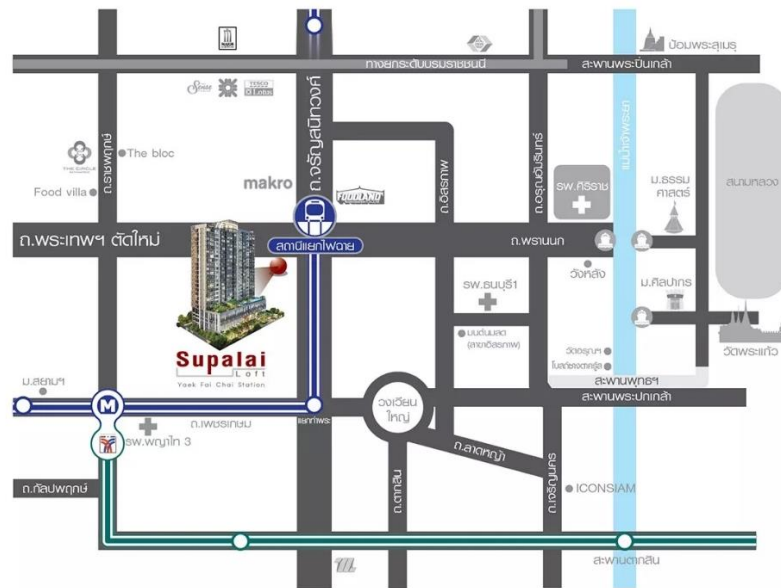 ป้อมพระสุเมรุ
ทางยกระดับบรมราชชนนี
สะพานพระปิ่นเกล้า
TESCO
Lotus
ถ.จรัญสนิทวงศ์
ถ.ราชพฤกษ์
The bloc
THE CIRCLE
Food villa
makro
FOODLAND
ถ.อิสรภาพ
ถ.อรุณอมรินทร์
รพ.ศิริราช
แม่น้ำเจ้าพระยา
ม.ธรรม
ศาสตร์
สนามหลวง
ถ.พระเทพฯ ตัดใหม่
สถานีแยกไฟฉาย
ถ.พรานนก
วังหลัง
รพ.ธนบุรี1
ม.ศิลปากร
วัดพระแก้ว
มนต์นมสด
(สาขาอิสรภาพ)
วัดอรุณฯ
Supalai
Loft
Yaek Fai Chai Station
สะพานพุทธฯ
ม.สยามฯ
M
ถ.เพชรเกษม
แยกท่าพระ
วงเวียน
ใหญ่
สะพานพระปกเกล้า
รพ.พญาไท 3
ถ.ลาดหญ้า
ถ.กัลปพฤกษ์
ถ.ตากสิน
ถ.เจริญนคร
ICONSIAM
สะพานตากสิน